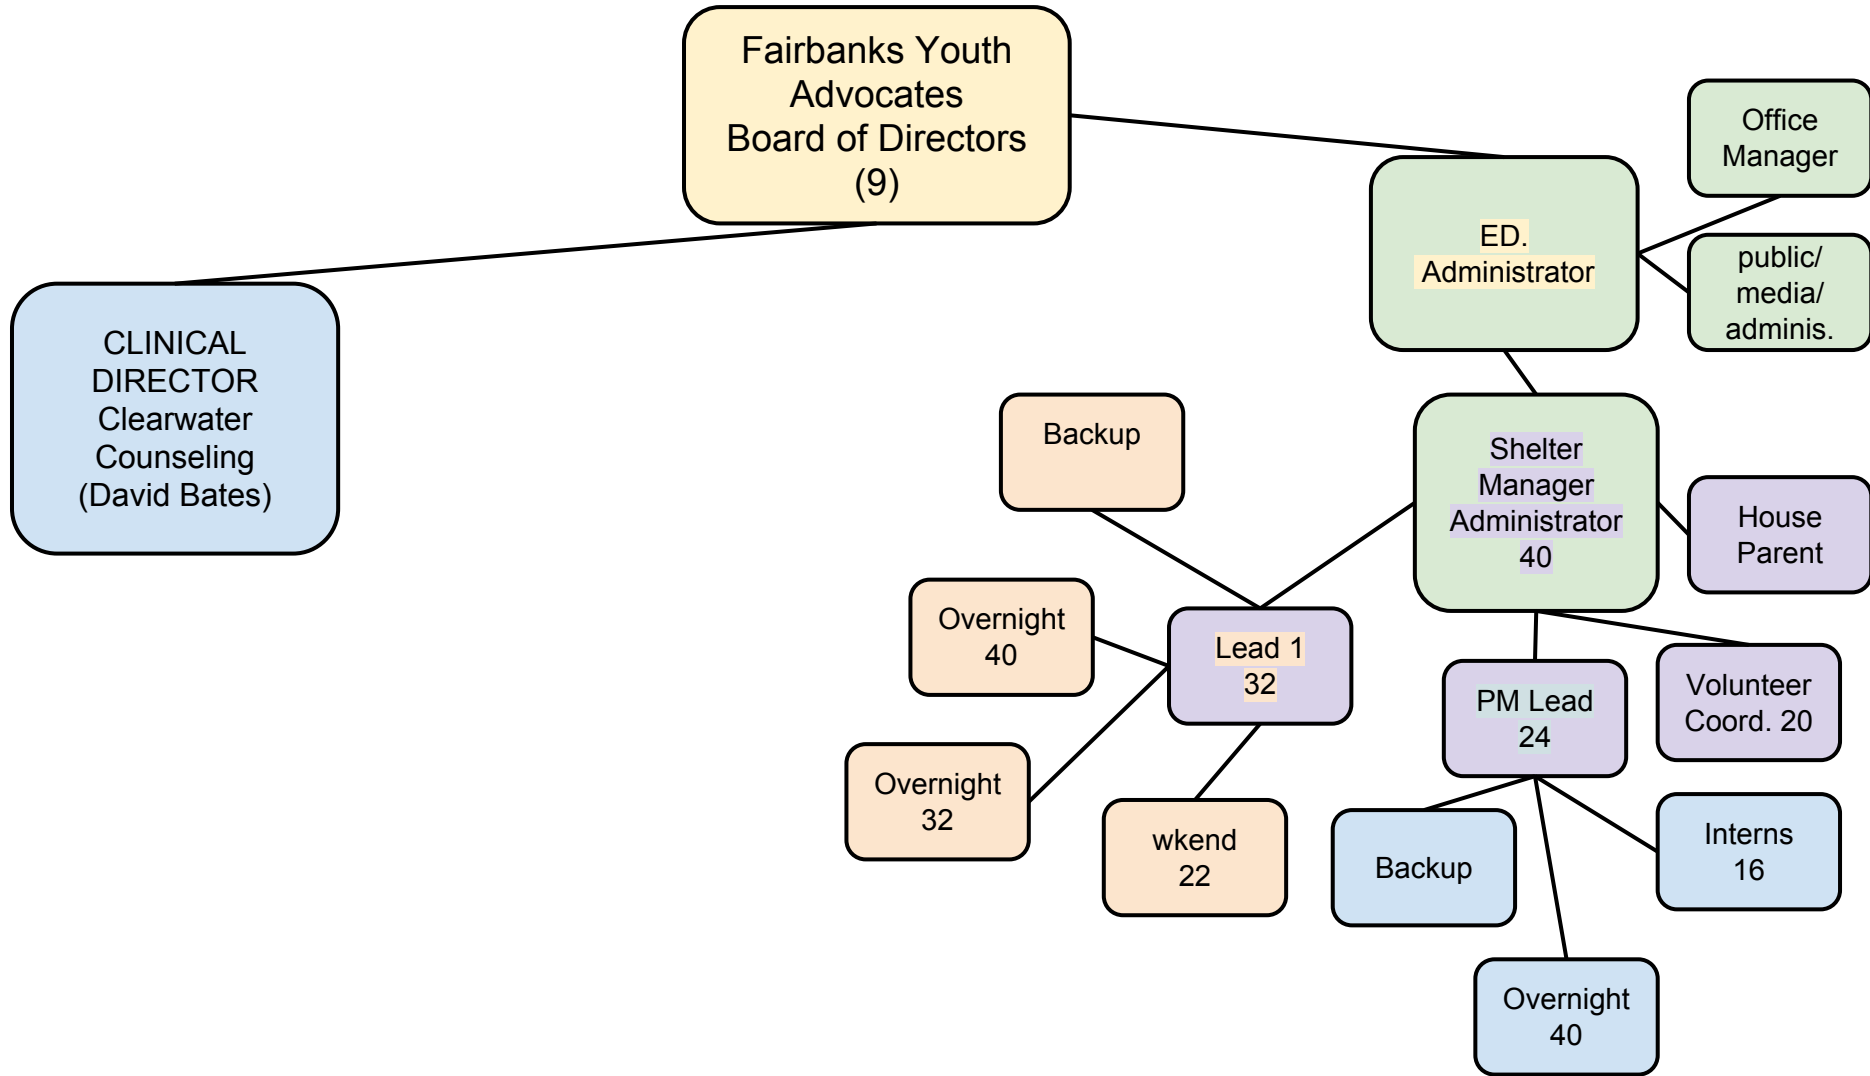 Fairbanks Youth
Advocates
Board of Directors
(9)
Office
Manager
ED.
Administrator
public/
media/
adminis.
CLINICAL
DIRECTOR
Clearwater
Counseling
(David Bates)
Backup
Shelter
Manager
Administrator
40
House
Parent
Overnight
40
Lead 1
32
PM Lead
24
Volunteer
Coord. 20
Overnight
32
wkend
22
Backup
Interns
16
Overnight
40